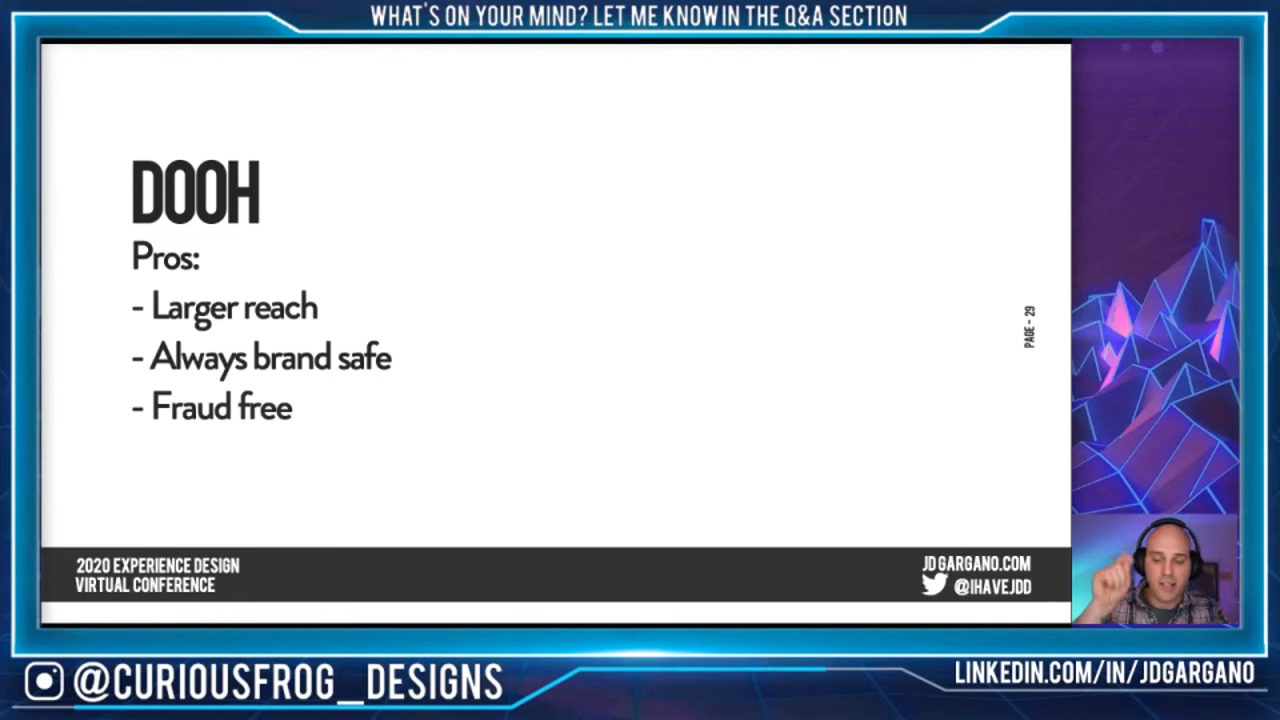 WHAT'S ON YOUR MIND? LET ME KNOW IN THE Q&A SECTION
DOOH
Pros:
- Larger reach
- Always brand safe
- Fraud free
PAGE - 29
2020 EXPERIENCE DESIGN
VIRTUAL CONFERENCE
JDGARGANO.COM
@IHAVEJDD
@CURIOUSFROG__DESIGNS
LINKEDIN.COM/IN/JDGARGANO